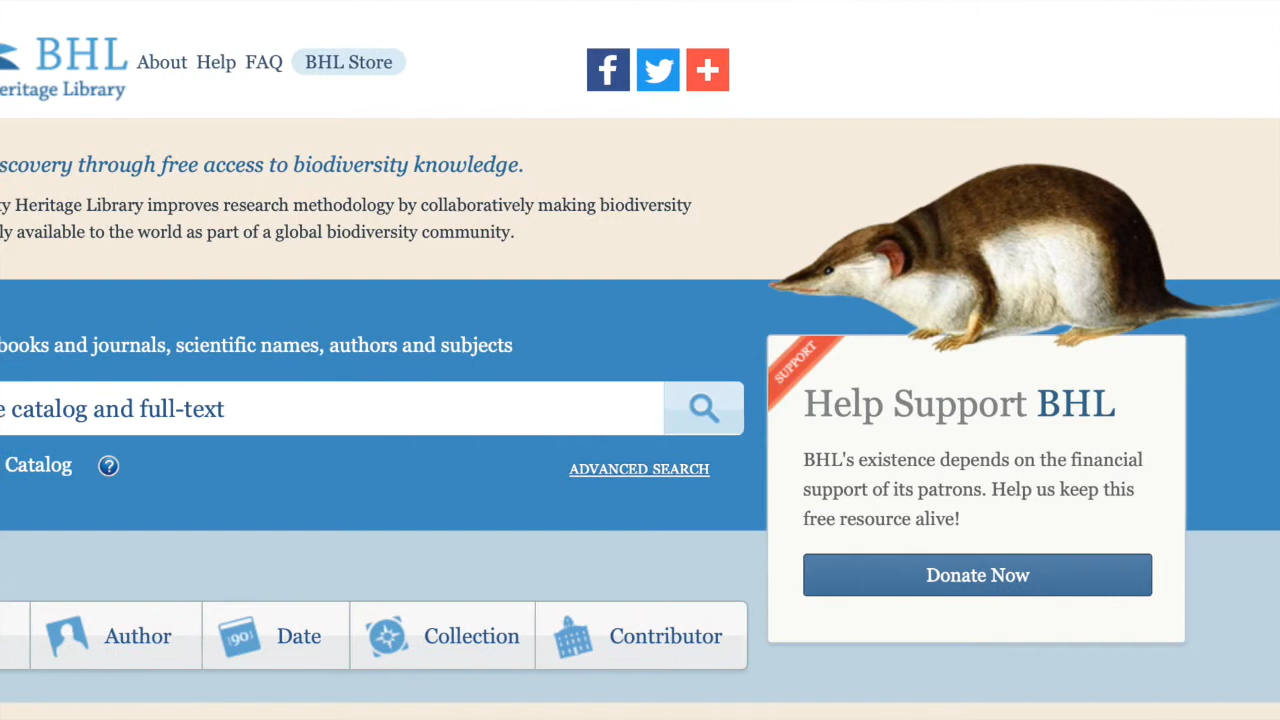 BHL
eritage Library
About Help FAQ BHL Store
scovery through free access to biodiversity knowledge.
ty Heritage Library improves research methodology by collaboratively making biodiversity
ly available to the world as part of a global biodiversity community.
books and journals, scientific names, authors and subjects
e catalog and full-text
Catalog ?
ADVANCED SEARCH
SUPPORT
Help Support BHL
BHL's existence depends on the financial
support of its patrons. Help us keep this
free resource alive!
Donate Now
Author
1901 Date
Collection
Contributor